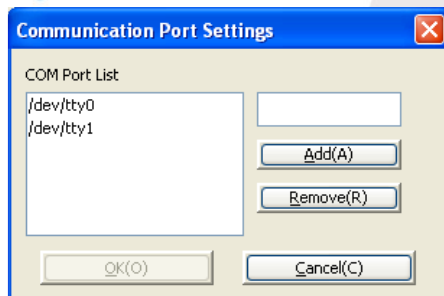 Communication Port Settings
COM Port List
/dev/tty0
/dev/tty1
Add(A)
Remove(R)
OK(O)
Cancel(C)